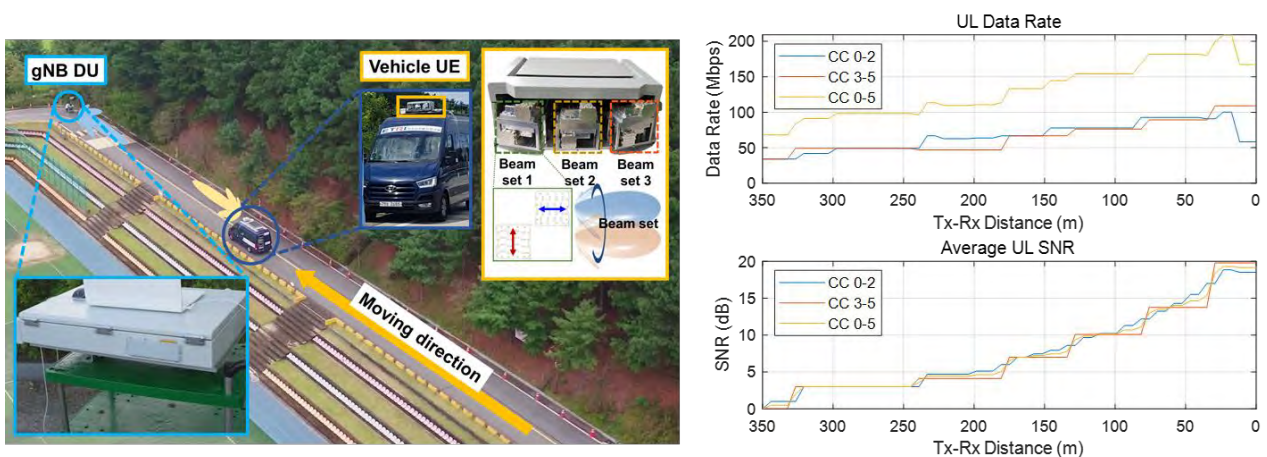 gNB DU
Vehicle UE
Beam
set 1
Beam
set 2
Beam
set 3
Beam set
Moving direction
UL Data Rate
Data Rate (Mbps)
200
150
100
50
0
CC 0-2
CC 3-5
CC 0-5
350
300
250
200
150
100
50
0
Tx-Rx Distance (m)
Average UL SNR
SNR (dB)
20
15
10
5
0
CC 0-2
CC 3-5
CC 0-5
350
300
250
200
150
100
50
0
Tx-Rx Distance (m)